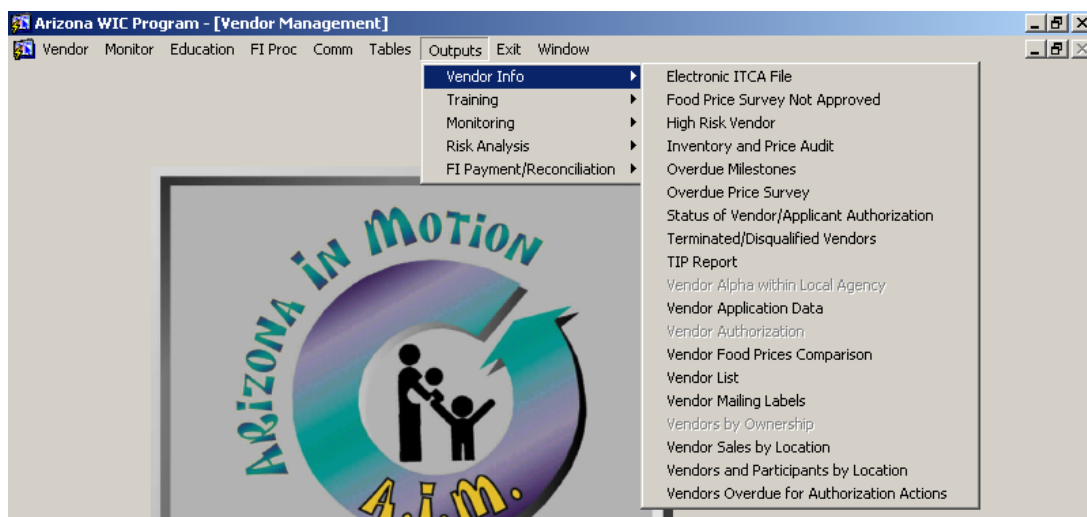 Arizona WIC Program - [Vendor Management]
Vendor Monitor Education FI Proc Comm Tables Outputs Exit Window
Vendor Info
Training
Monitoring
Risk Analysis
FI Payment/Reconciliation
Electronic ITCA File
Food Price Survey Not Approved
High Risk Vendor
Inventory and Price Audit
Overdue Milestones
Overdue Price Survey
Status of Vendor/Applicant Authorization
Terminated/Disqualified Vendors
TIP Report
Vendor Alpha within Local Agency
Vendor Application Data
Vendor Authorization
Vendor Food Prices Comparison
Vendor List
Vendor Mailing Labels
Vendors by Ownership
Vendor Sales by Location
Vendors and Participants by Location
Vendors Overdue for Authorization Actions
ARiZONA iN MOTiON
A.i.M.